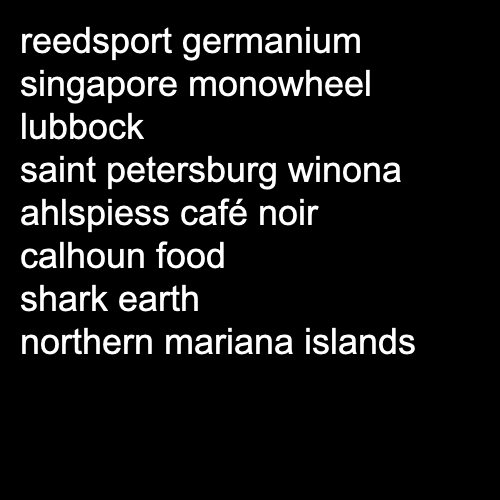 reedsport germanium
singapore monowheel
lubbock
saint petersburg winona
ahlspiess café noir
calhoun food
shark earth
northern mariana islands